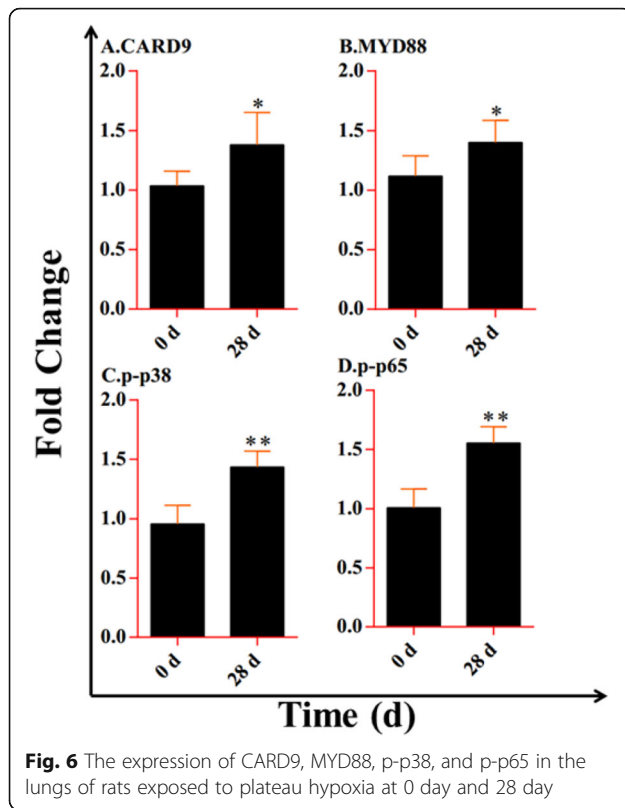 A.CARD9
2.0
1.5
1.0
0.5
0.0
*
0 d
28 d
B.MYD88
2.0
1.5
1.0
0.5
0.0
*
0 d
28 d
C.p-p38
2.0
1.5
1.0
0.5
0.0
**
0 d
28 d
D.p-p65
2.0
1.5
1.0
0.5
0.0
**
0 d
28 d
Fold Change
Time (d)
Fig. 6 The expression of CARD9, MYD88, p-p38, and p-p65 in the
lungs of rats exposed to plateau hypoxia at 0 day and 28 day